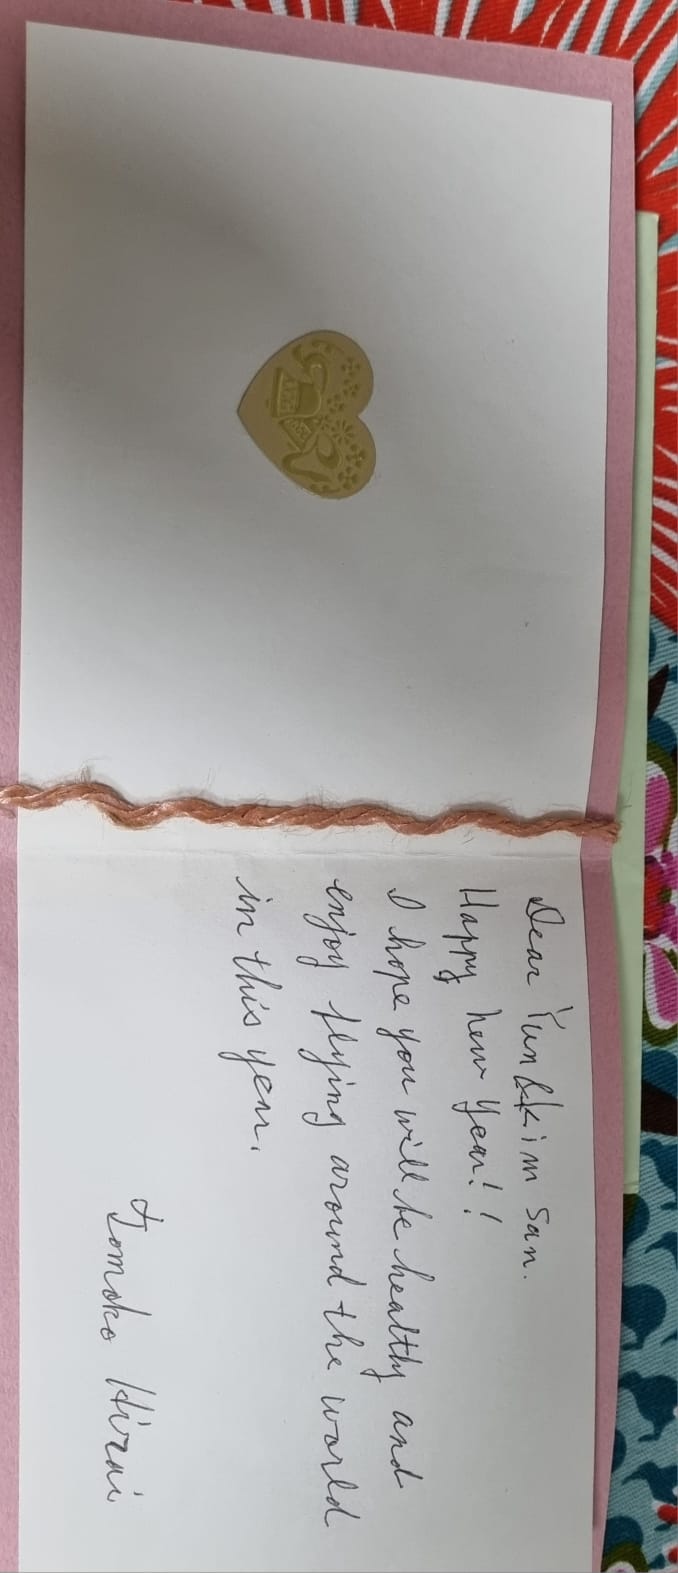 Dear Yun&kim san.
Happy new year!!
I hope you will be healthy and
enjoy flying around the world
in this year.
Tomoko Hirai